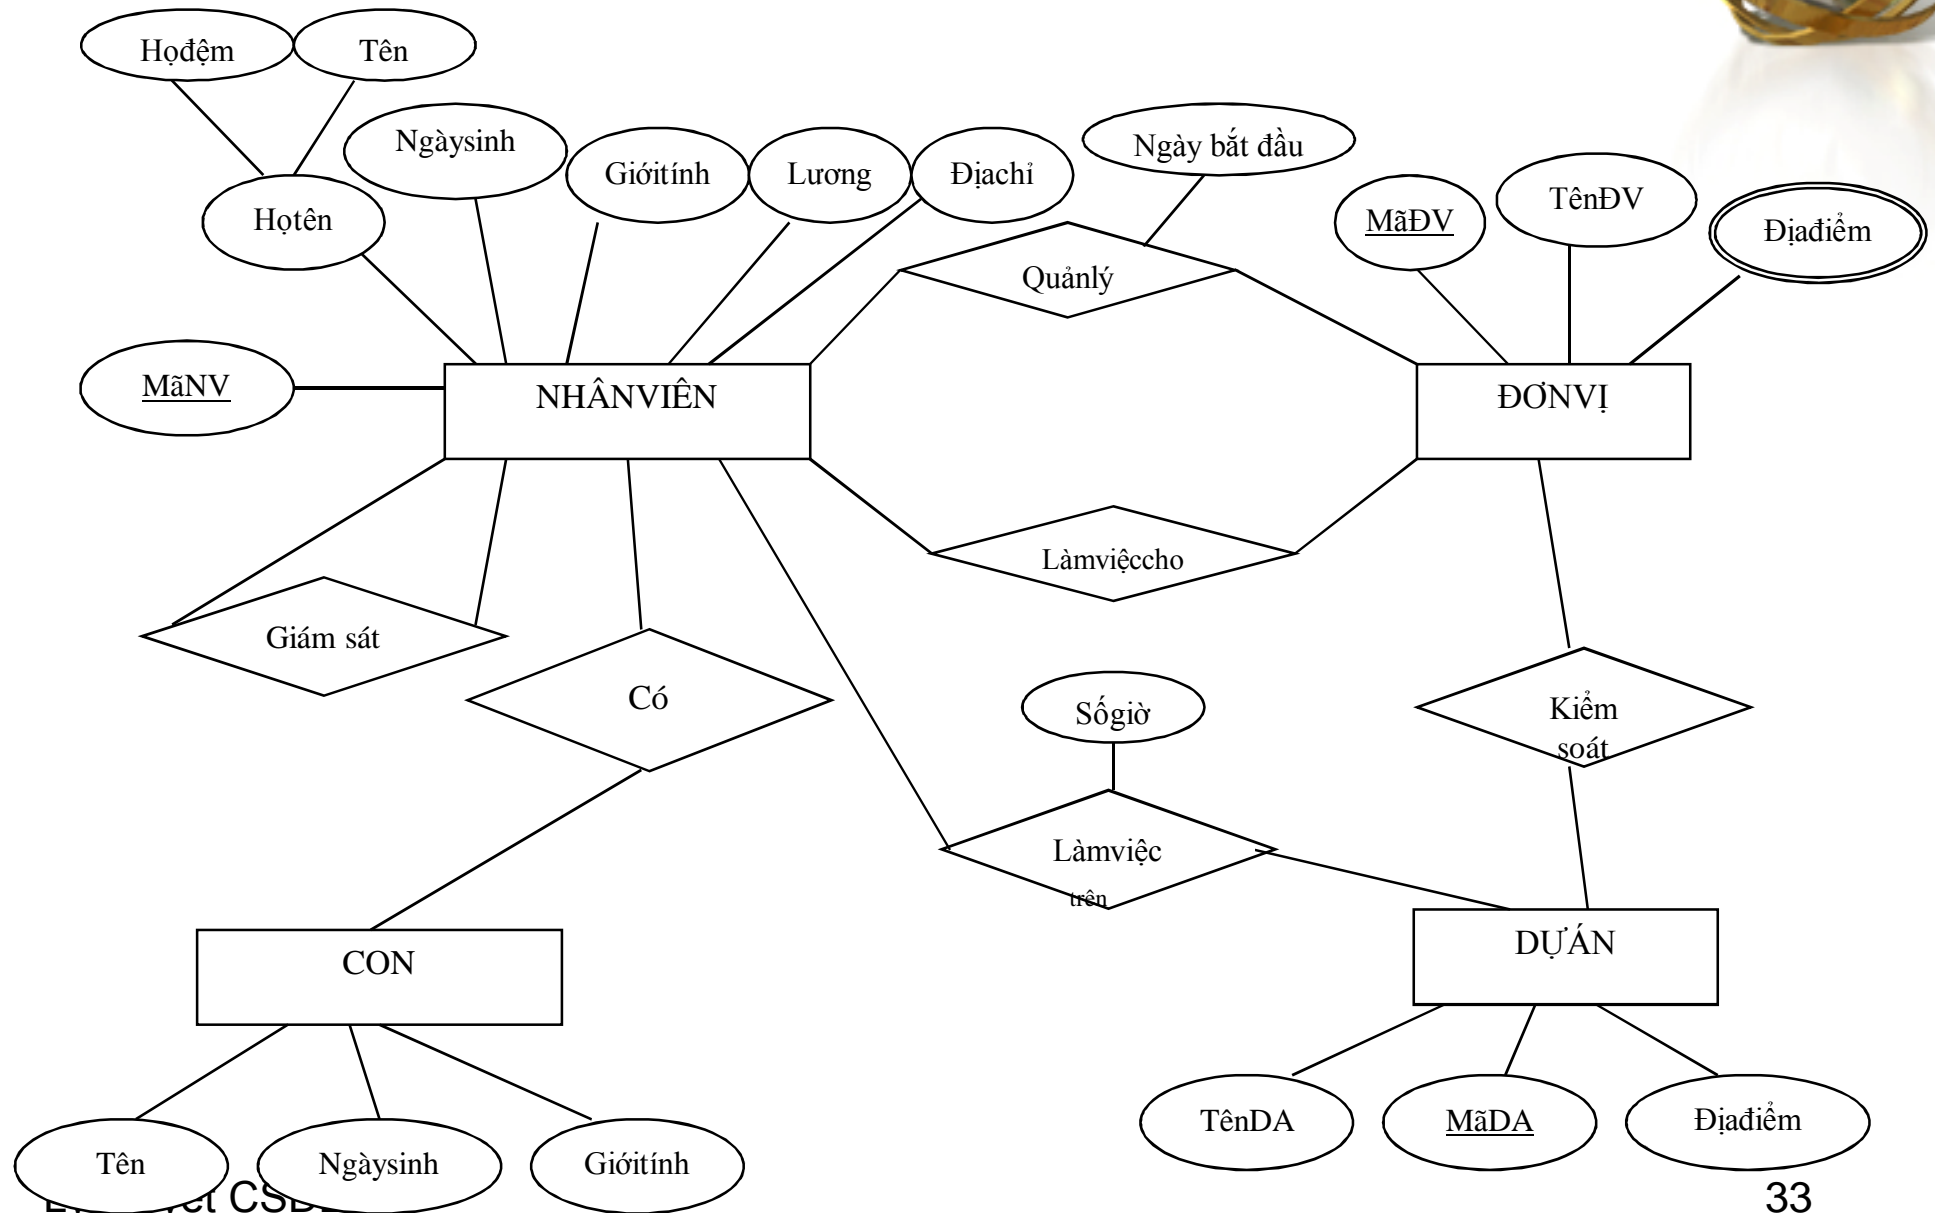 Họđệm Tên
Ngàysinh
Giớitính Lương Địachỉ
Ngày bắt đầu
MãĐV TênĐV Địađiểm
Họtên
Quảnlý
MãNV
NHÂNVIÊN
ĐƠNVỊ
Làmviệccho
Giám sát
Có
Sốgiờ
Kiểm
soát
Làmviệc
trên
CON
DỰÁN
TênDA MãDA Địađiểm
Tên Ngàysinh Giớitính
33